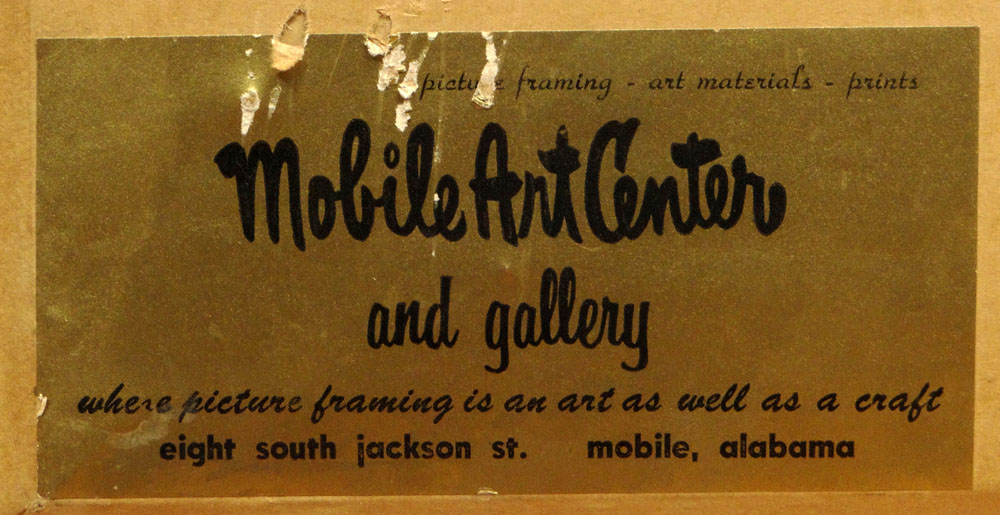 picture framing - art materials - prints
Mobile Art Center
and gallery
where picture framing is an art as well as a craft
eight south jackson st. mobile, alabama